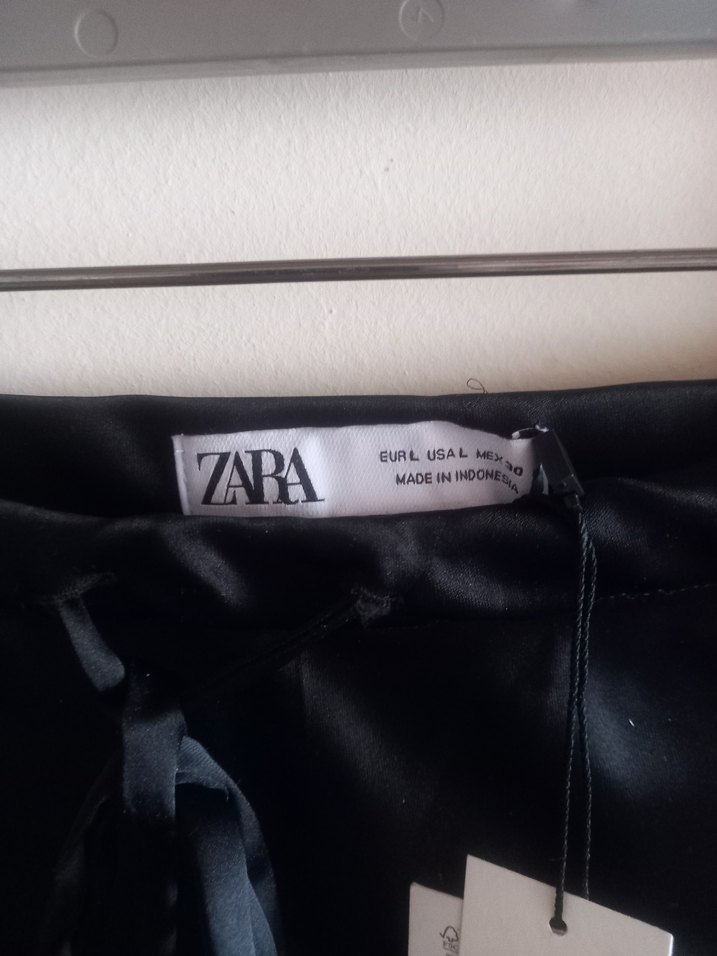 ZARA
EUR L USA L MEX 30
MADE IN INDONESIA